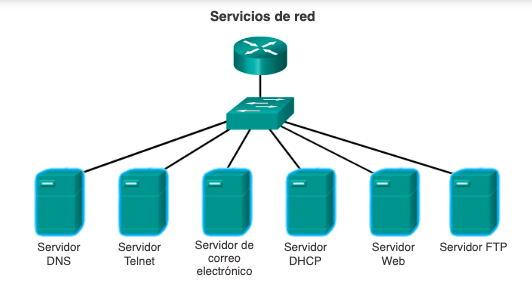 Servicios de red
Servidor
DNS
Servidor
Telnet
Servidor de
correo
electrónico
Servidor
DHCP
Servidor
Web
Servidor FTP